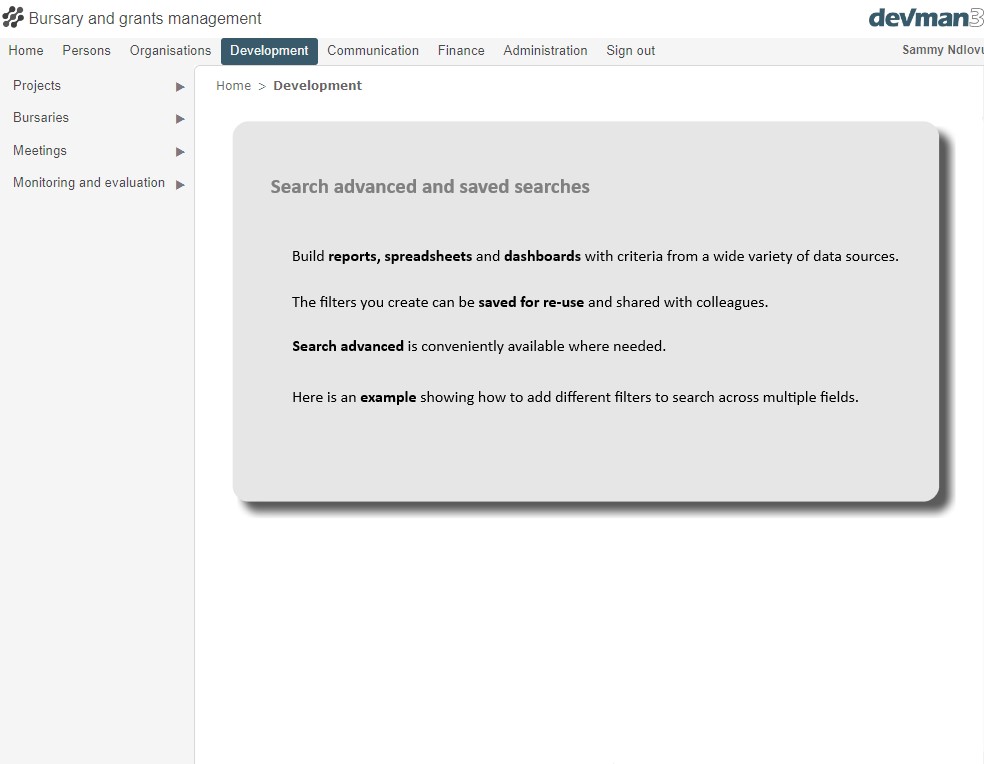 Bursary and grants management
devman3
Home Persons Organisations Development Communication Finance Administration Sign out
Sammy Ndlovu
Projects
Bursaries
Meetings
Monitoring and evaluation
Home > Development
Search advanced and saved searches
Build reports, spreadsheets and dashboards with criteria from a wide variety of data sources.
The filters you create can be saved for re-use and shared with colleagues.
Search advanced is conveniently available where needed.
Here is an example showing how to add different filters to search across multiple fields.